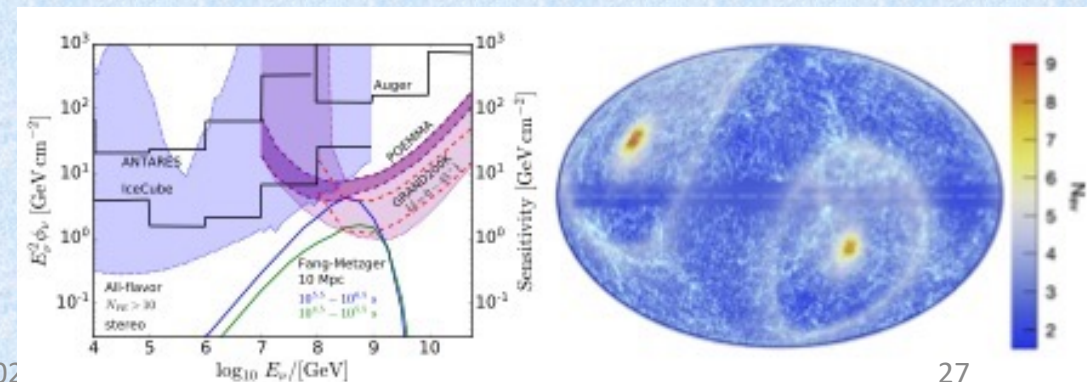 10³
10²
10¹
10⁰
10⁻¹
E_ν² ϕ_ν [GeV cm⁻²]
ANTARES
IceCube
Auger
POEMMA
GRAND200K
Fang-Metzger
10 Mpc
All-flavor
stereo
4 5 6 7 8 9 10
log₁₀ E_ν/[GeV]
10³
10²
10¹
10⁰
10⁻¹
Sensitivity [GeV cm⁻²]
9
8
7
6
5
4
3
2
27